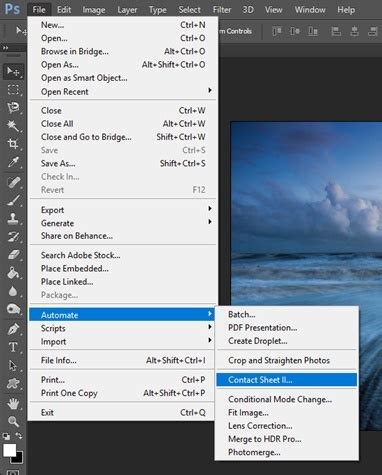 Ps File Edit Image Layer Type Select Filter 3D View Window Help
m Controls
New... Ctrl+N
Open... Ctrl+O
Browse in Bridge... Alt+Ctrl+O
Open As... Alt+Shift+Ctrl+O
Open as Smart Object...
Open Recent
Close Ctrl+W
Close All Alt+Ctrl+W
Close and Go to Bridge... Shift+Ctrl+W
Save Ctrl+S
Save As... Shift+Ctrl+S
Check In...
Revert F12
Export
Generate
Share on Behance...
Search Adobe Stock...
Place Embedded...
Place Linked...
Package...
Automate
Scripts
Import
File Info... Alt+Shift+Ctrl+I
Print... Ctrl+P
Print One Copy Alt+Shift+Ctrl+P
Exit Ctrl+Q
Batch...
PDF Presentation...
Create Droplet...
Crop and Straighten Photos
Contact Sheet II...
Conditional Mode Change...
Fit Image...
Lens Correction...
Merge to HDR Pro...
Photomerge...